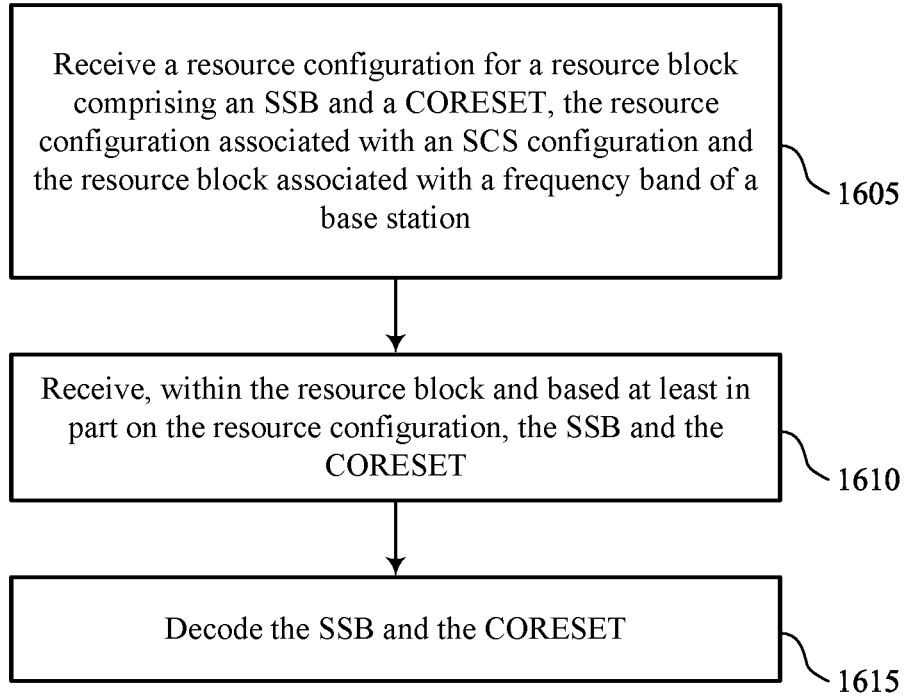 Receive a resource configuration for a resource block
comprising an SSB and a CORESET, the resource
configuration associated with an SCS configuration and
the resource block associated with a frequency band of a
base station
1605
Receive, within the resource block and based at least in
part on the resource configuration, the SSB and the
CORESET
1610
Decode the SSB and the CORESET
1615